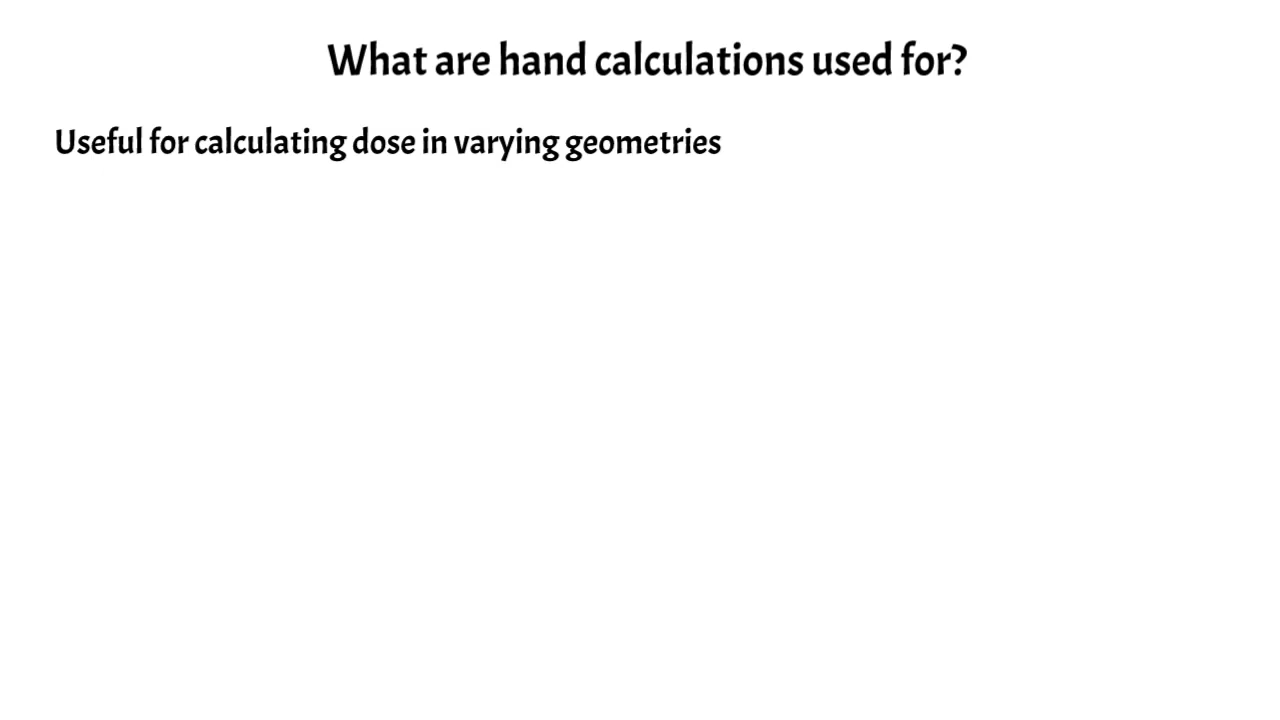 What are hand calculations used for?
Useful for calculating dose in varying geometries